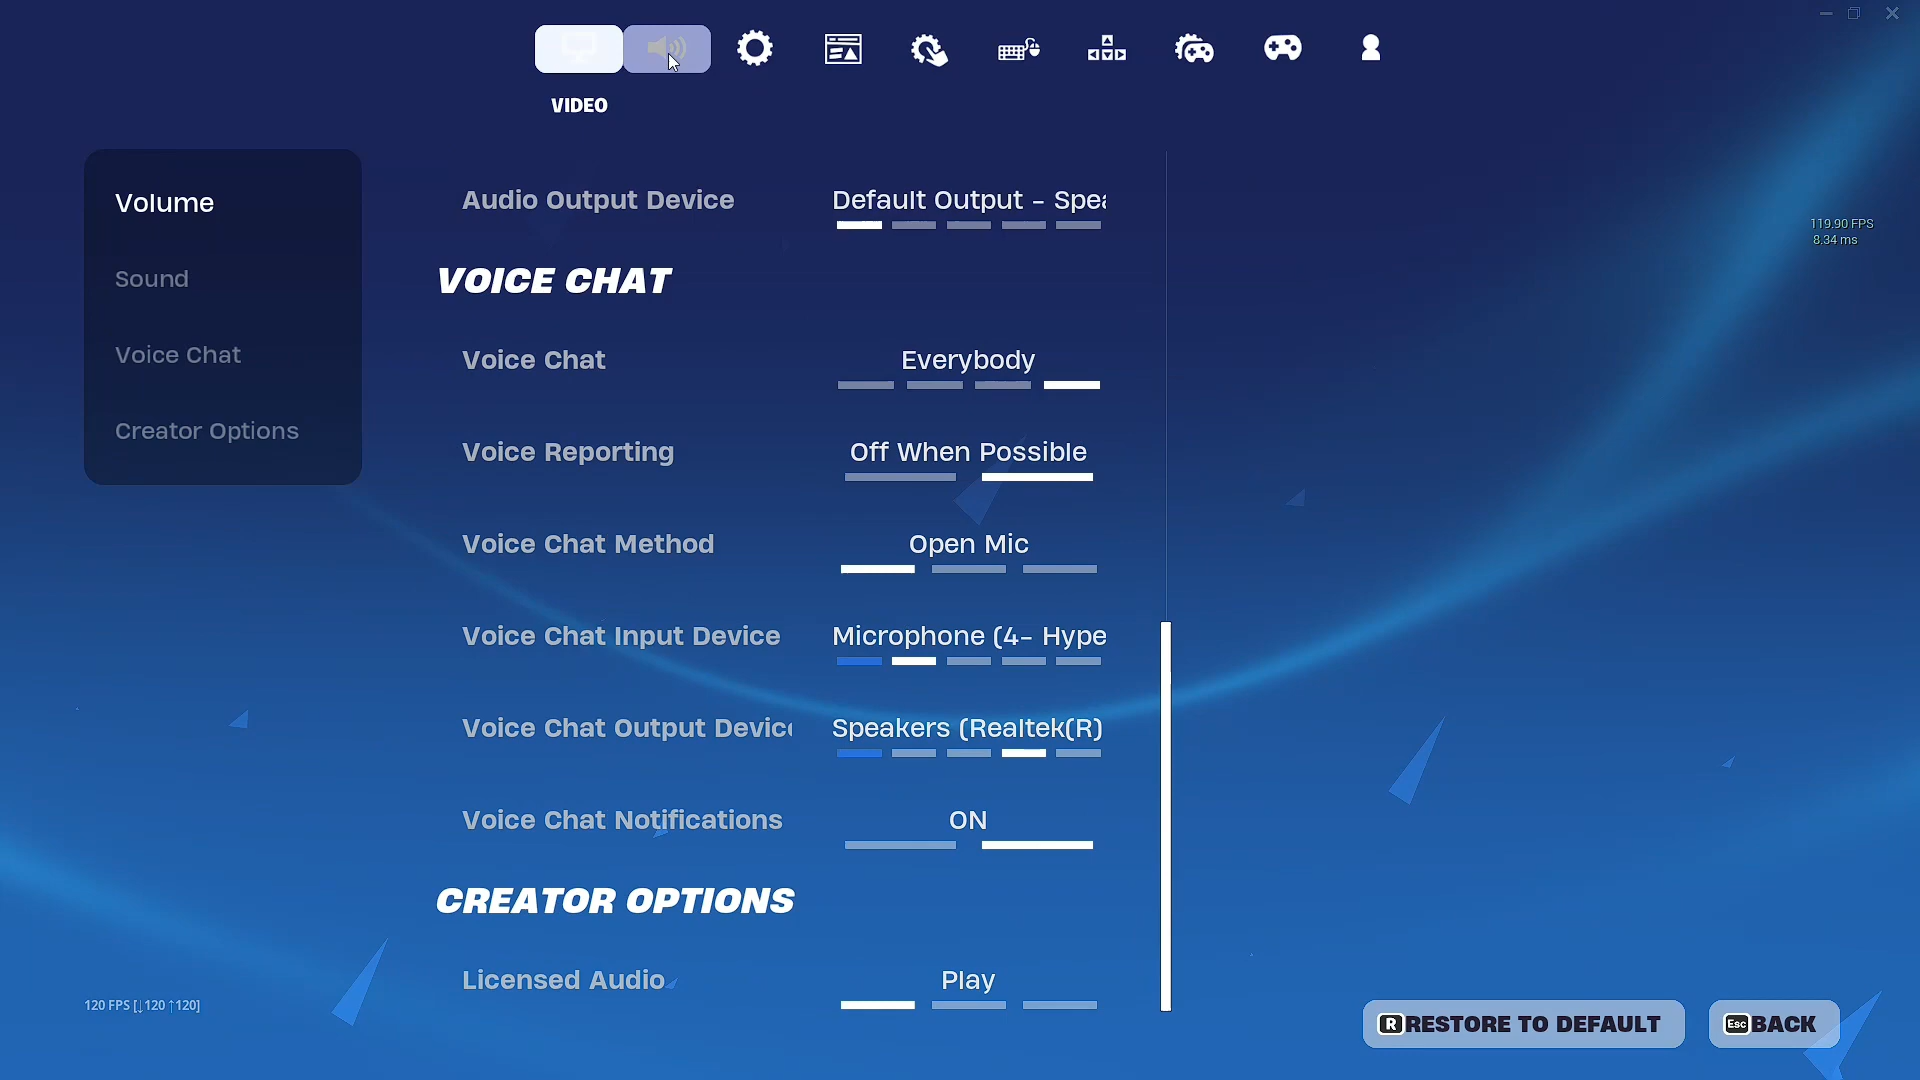 VIDEO
Volume
Sound
Voice Chat
Creator Options
Audio Output Device
Default Output - Spea
VOICE CHAT
Voice Chat
Everybody
Voice Reporting
Off When Possible
Voice Chat Method
Open Mic
Voice Chat Input Device
Microphone (4- Hype
Voice Chat Output Device
Speakers (Realtek(R)
Voice Chat Notifications
ON
CREATOR OPTIONS
Licensed Audio
Play
119.90 FPS
8.34 ms
120 FPS [↓120 ↑120]
R RESTORE TO DEFAULT
Esc BACK